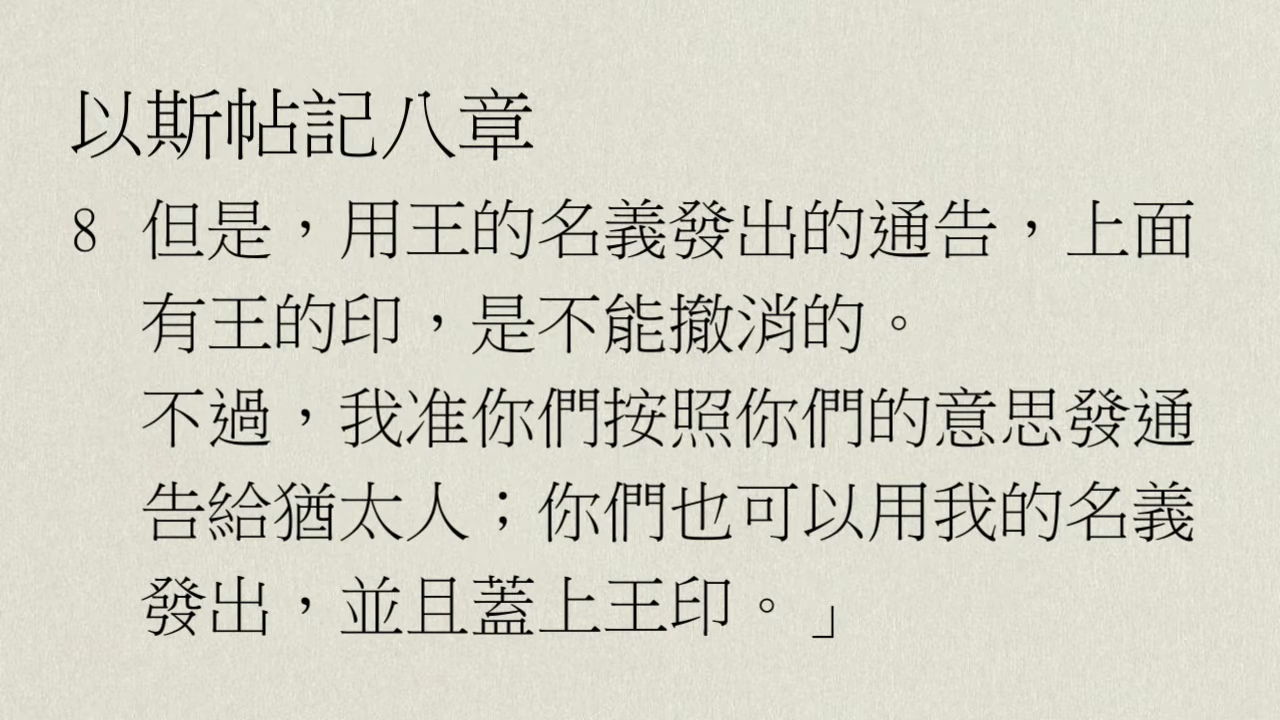 以斯帖記八章
8 但是，用王的名義發出的通告，上面
有王的印，是不能撤消的。
不過，我准你們按照你們的意思發通
告給猶太人；你們也可以用我的名義
發出，並且蓋上王印。」